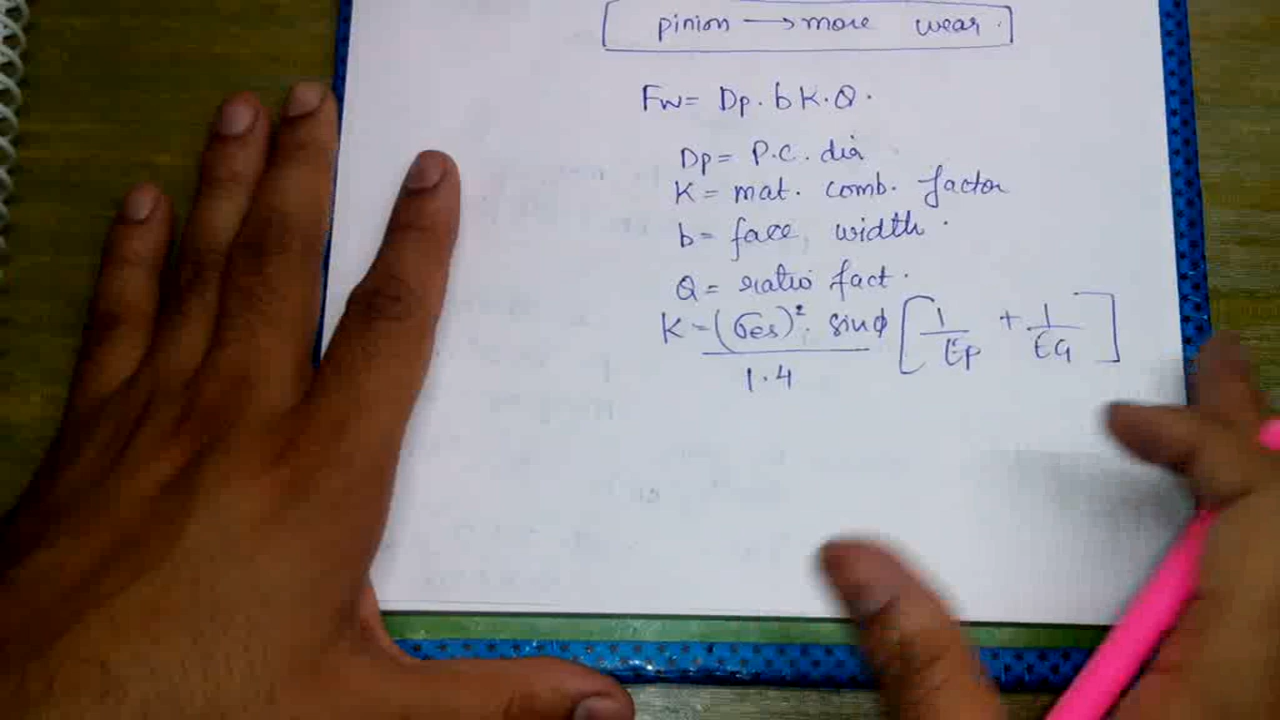 pinion → more wear.
Fw = Dp . b K . Q .
Dp = P.C. dia
K = mat. comb. factor
b = face width .
Q = ratio fact .
K = (σes)² . sinφ / 1.4 [ 1/Ep + 1/EG ]